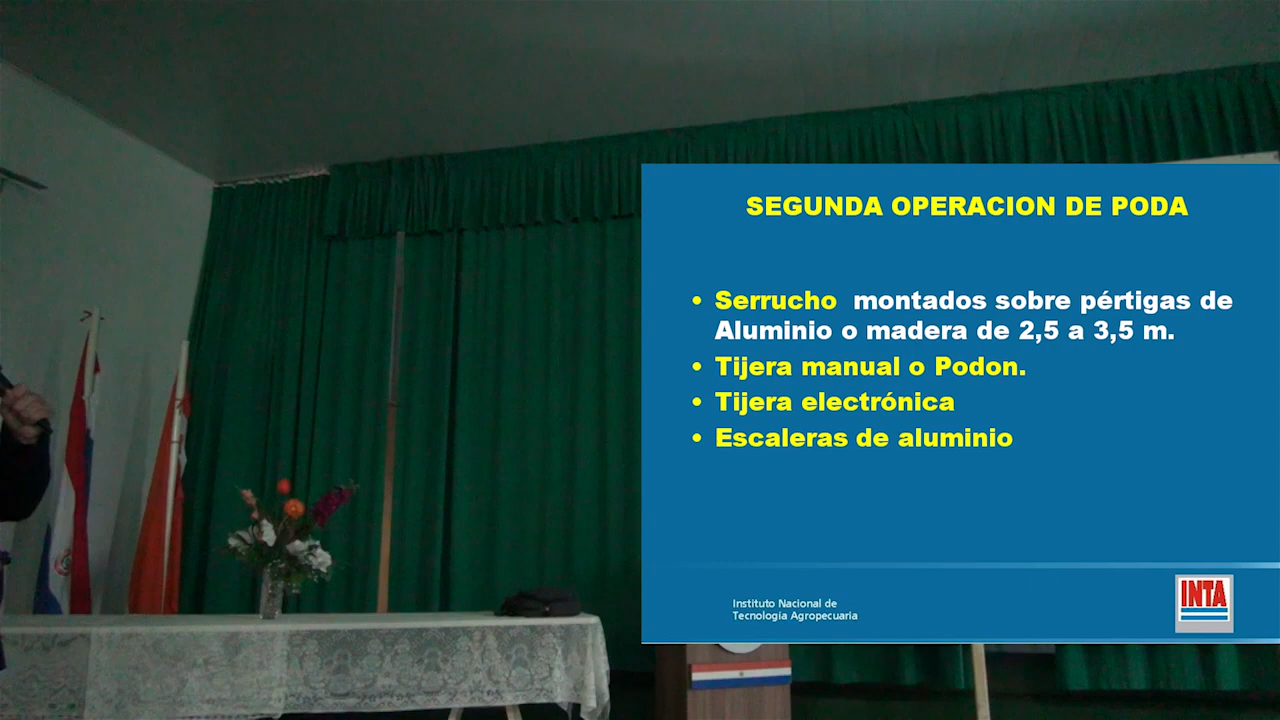 SEGUNDA OPERACION DE PODA
• Serrucho montados sobre pértigas de
Aluminio o madera de 2,5 a 3,5 m.
• Tijera manual o Podon.
• Tijera electrónica
• Escaleras de aluminio
Instituto Nacional de
Tecnología Agropecuaria
INTA